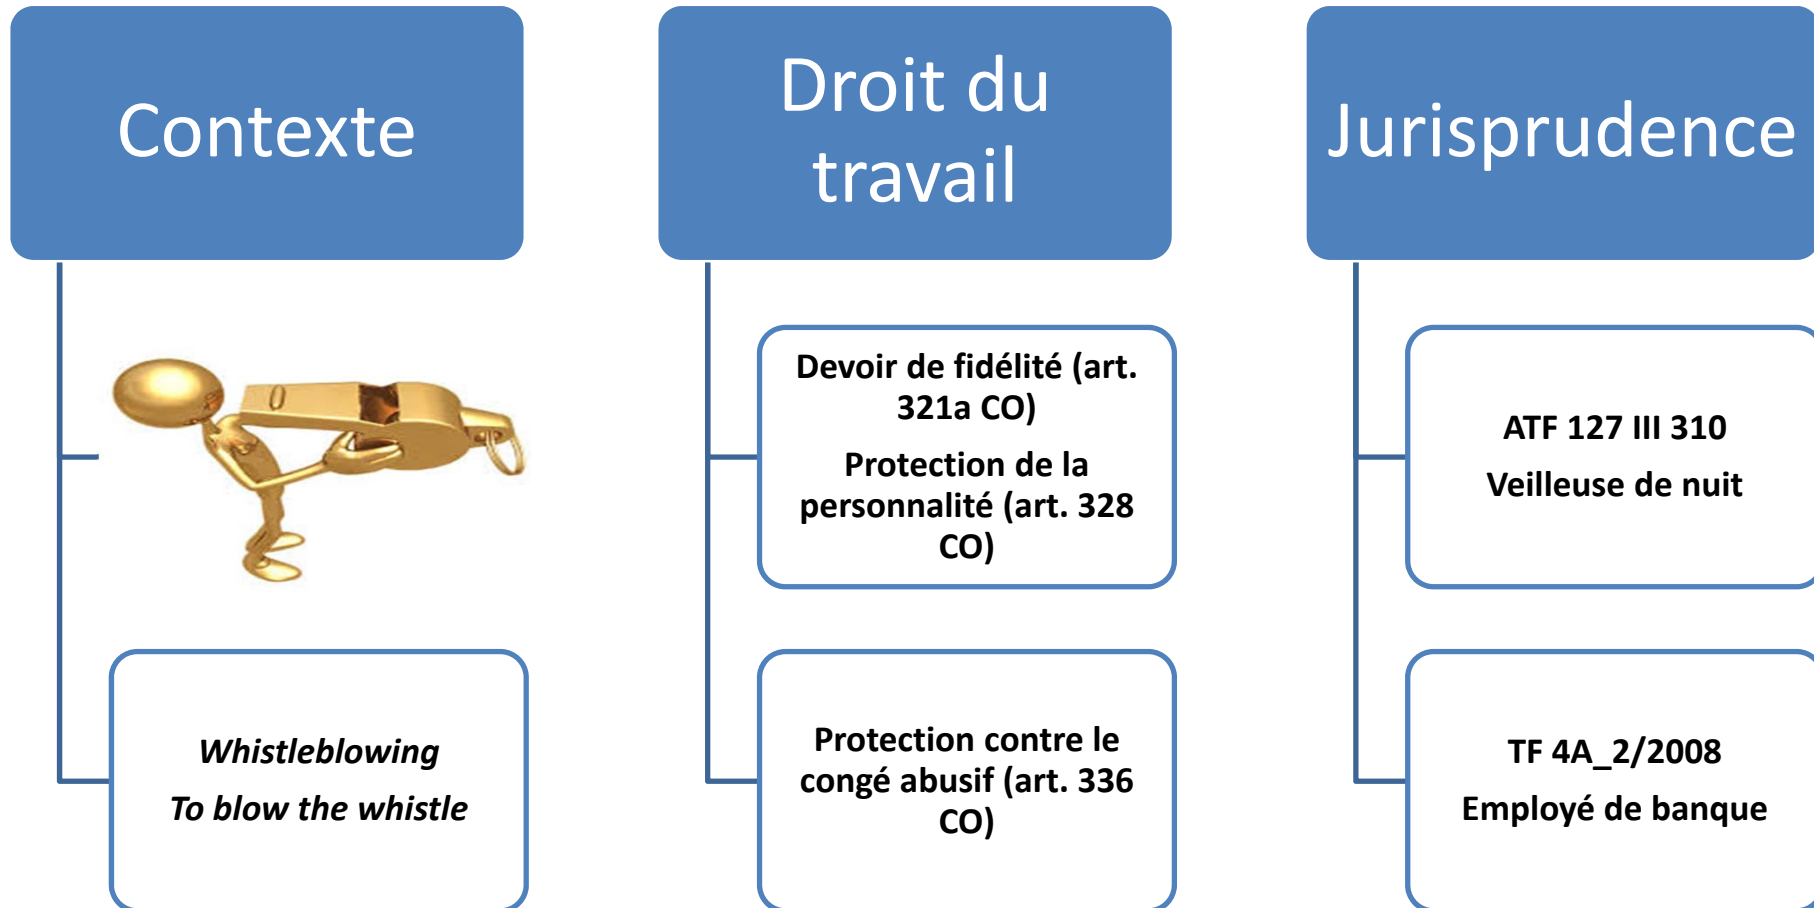 Contexte
Whistleblowing
To blow the whistle
Droit du
travail
Devoir de fidélité (art.
321a CO)
Protection de la
personnalité (art. 328
CO)
Protection contre le
congé abusif (art. 336
CO)
Jurisprudence
ATF 127 III 310
Veilleuse de nuit
TF 4A_2/2008
Employé de banque